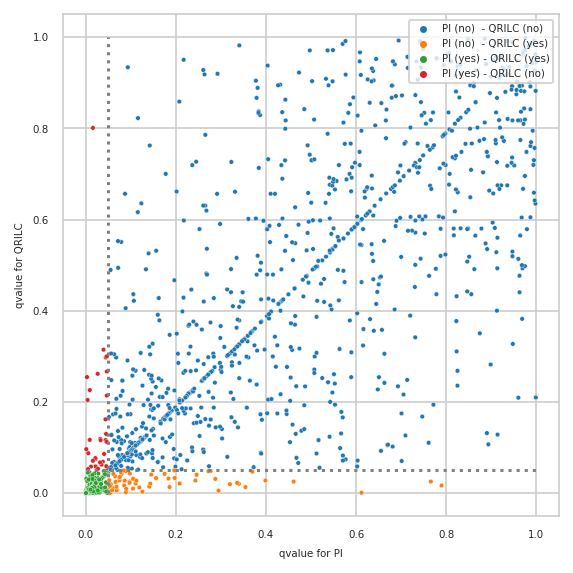 PI (no) - QRILC (no)
PI (no) - QRILC (yes)
PI (yes) - QRILC (yes)
PI (yes) - QRILC (no)
qvalue for QRILC
1.0
0.8
0.6
0.4
0.2
0.0
0.0 0.2 0.4 0.6 0.8 1.0
qvalue for PI